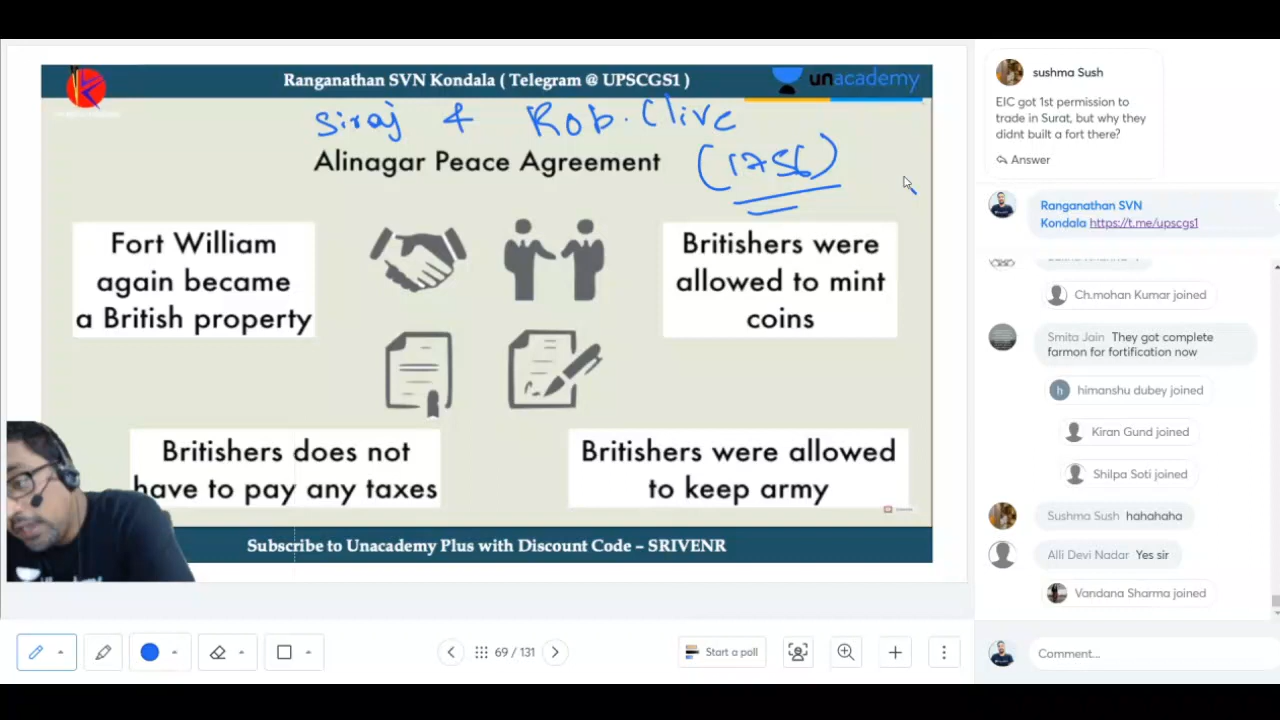 Ranganathan SVN Kondala ( Telegram @ UPSCGS1 )
unacademy
Siraj & Rob. Clive
Alinagar Peace Agreement (1756)
Fort William
again became
a British property
Britishers were
allowed to mint
coins
Britishers does not
have to pay any taxes
Britishers were allowed
to keep army
Subscribe to Unacademy Plus with Discount Code – SRIVENR
69 / 131
Start a poll
sushma Sush
EIC got 1st permission to
trade in Surat, but why they
didnt built a fort there?
Answer
Ranganathan SVN
Kondala https://t.me/upscgs1
Ch.mohan Kumar joined
Smita Jain They got complete
farmon for fortification now
h himanshu dubey joined
Kiran Gund joined
Shilpa Soti joined
Sushma Sush hahahaha
Alli Devi Nadar Yes sir
Vandana Sharma joined
Comment...